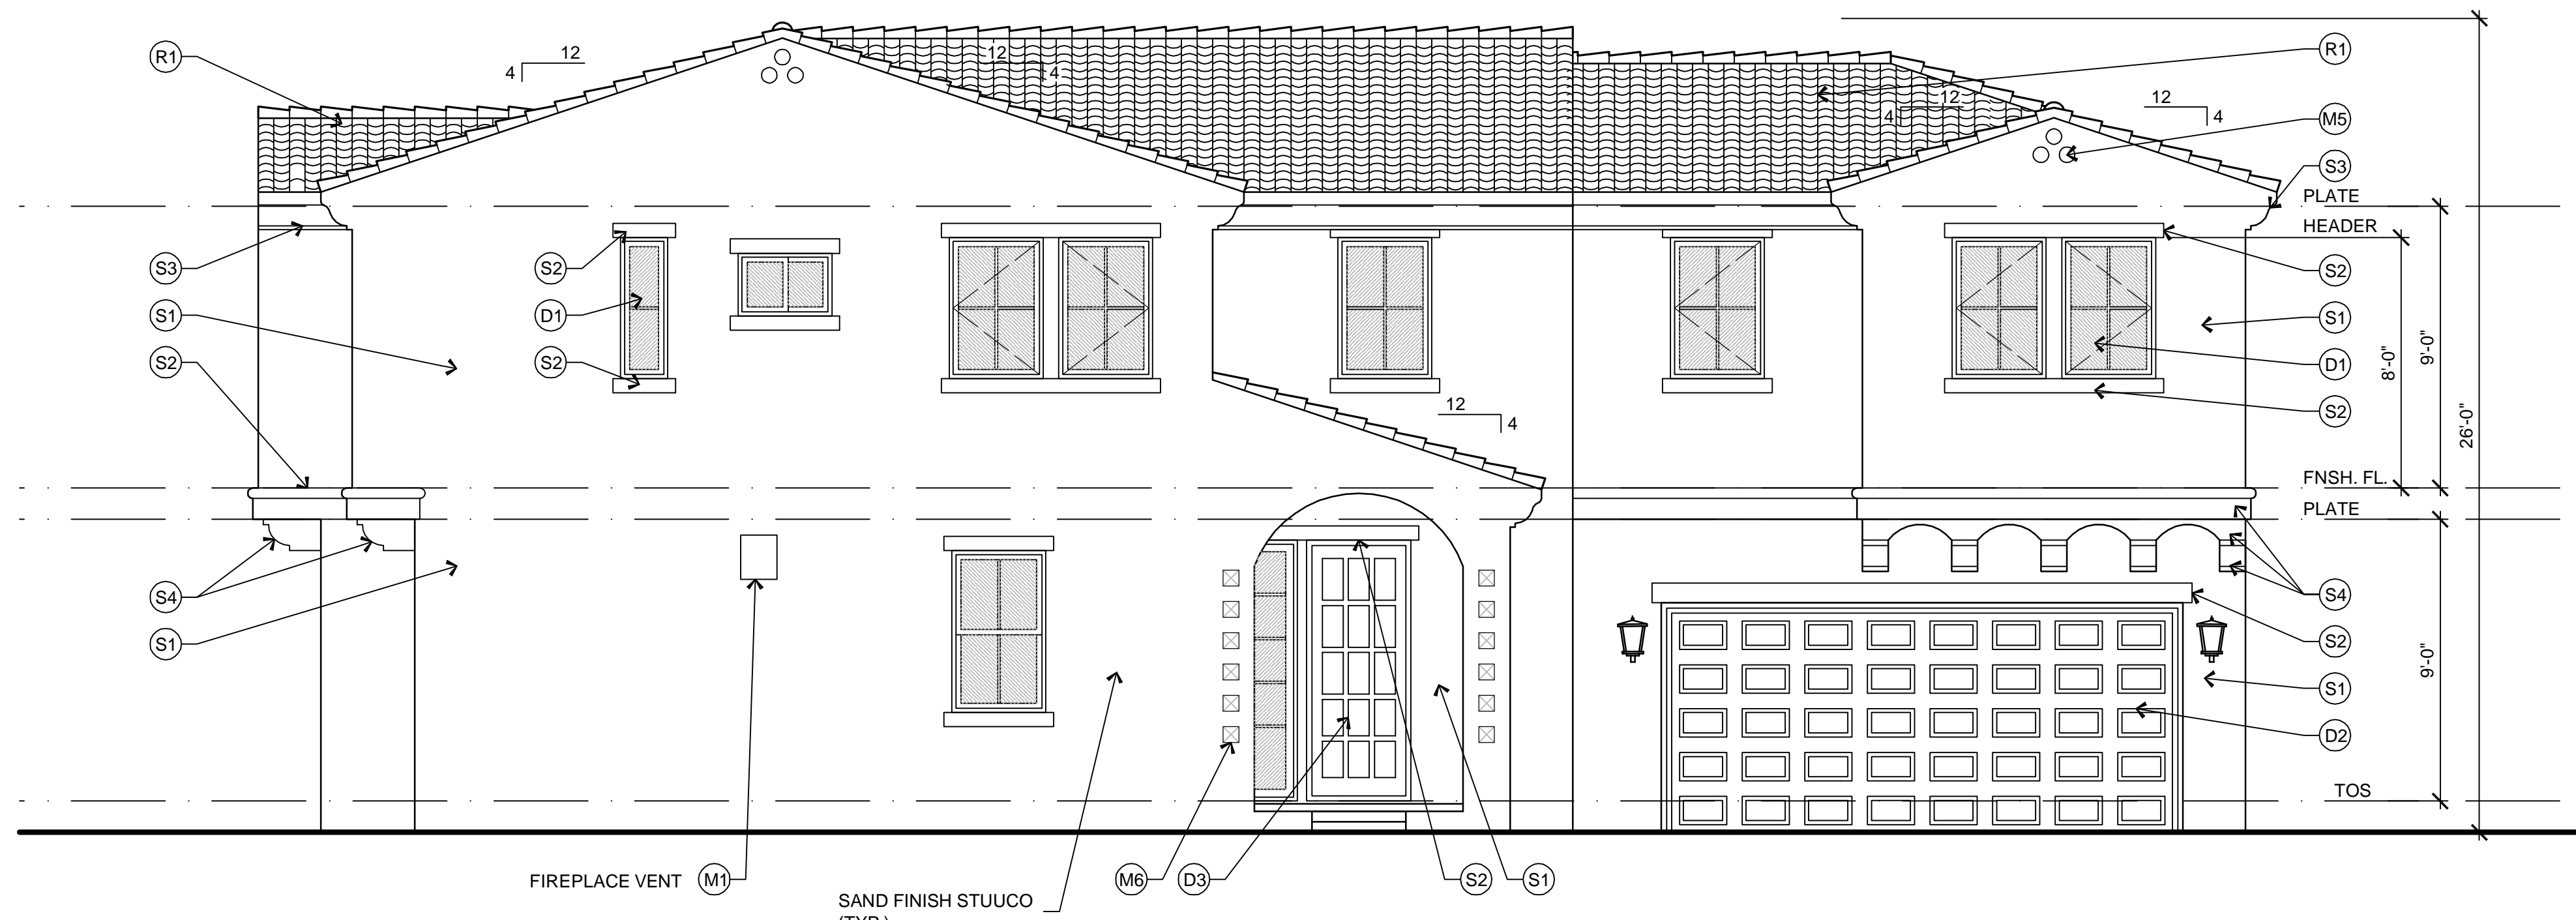 R1
12
4
12
4
R1
12
4
12
4
M5
S3
PLATE
HEADER
S3
S2
S2
S1
D1
S1
8'-0"
9'-0"
S2
S2
D1
S2
12
4
26'-0"
FNSH. FL.
PLATE
S4
S4
S1
S2
9'-0"
S1
D2
TOS
FIREPLACE VENT M1
M6
D3
S2
S1
SAND FINISH STUUCO
(TYP.)